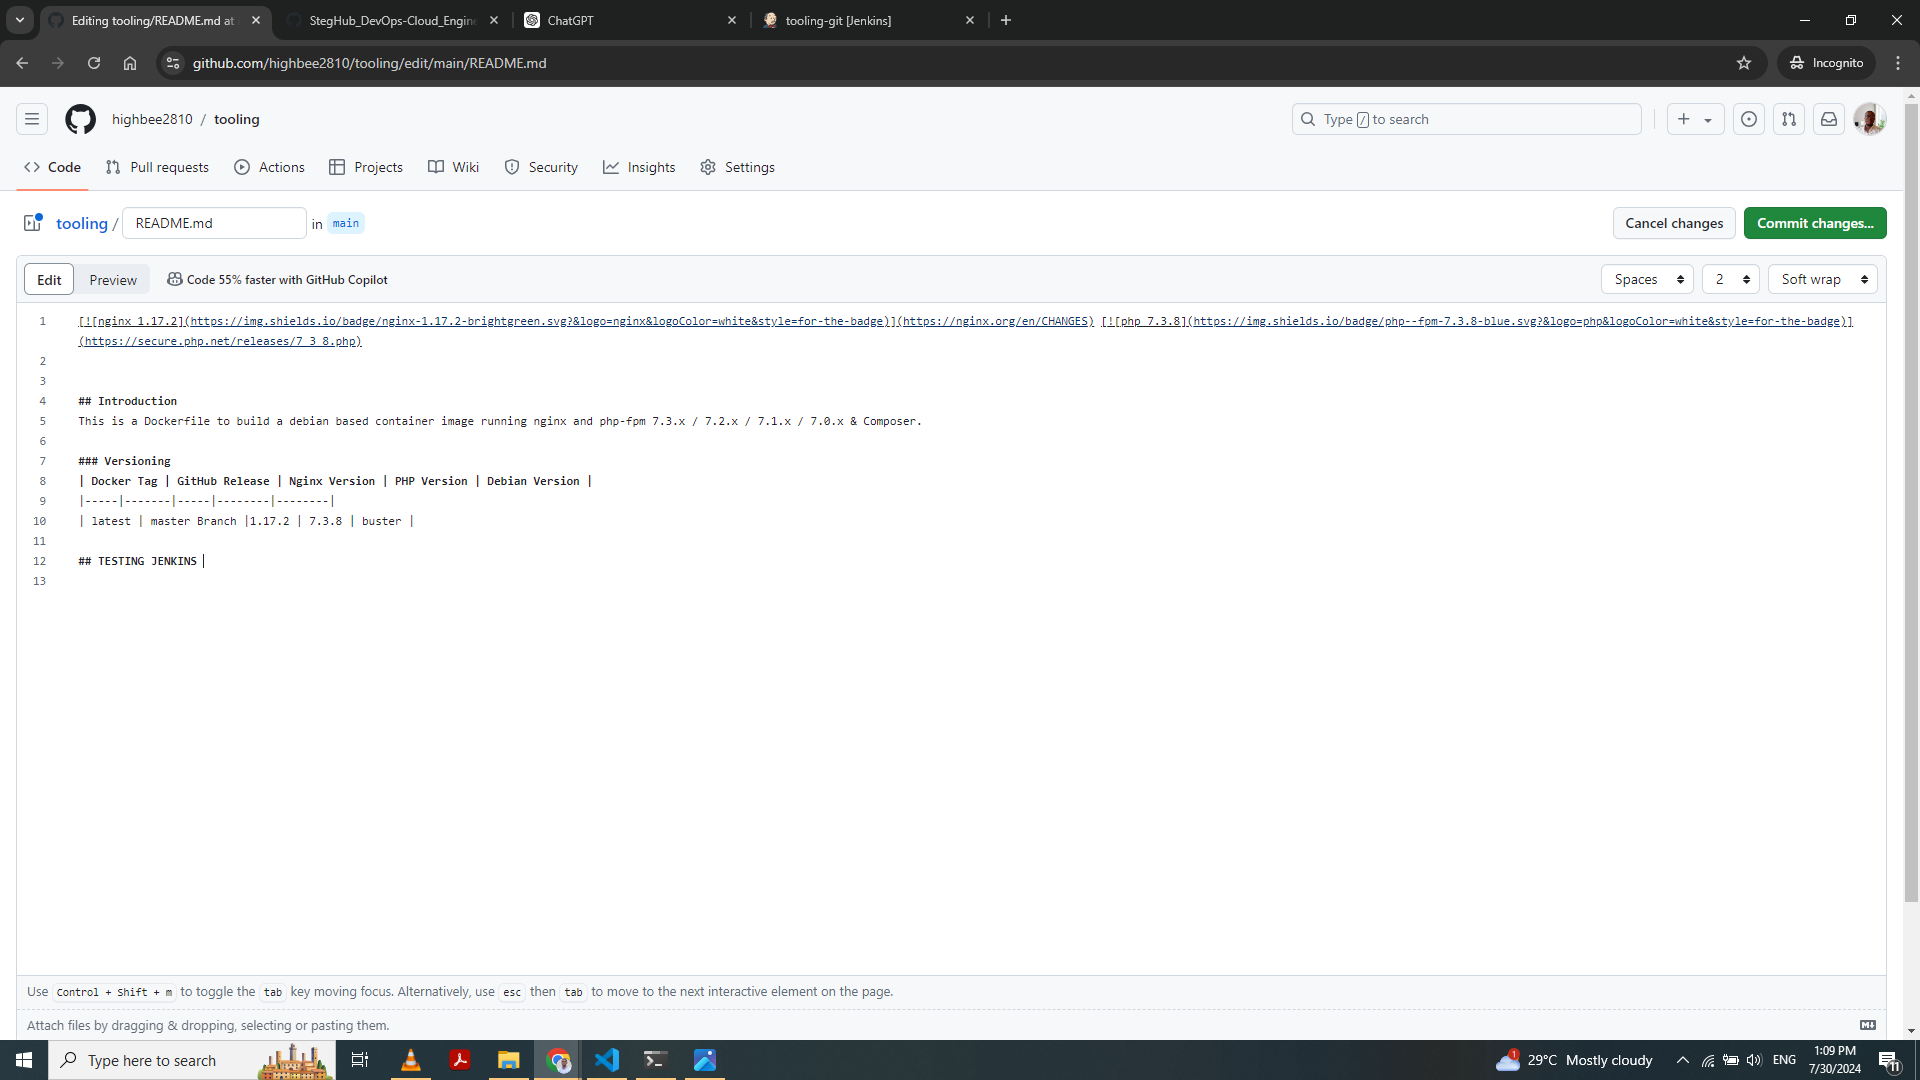 Editing tooling/README.md at
StegHub_DevOps-Cloud_Engine
ChatGPT
tooling-git [Jenkins]
github.com/highbee2810/tooling/edit/main/README.md
Incognito
highbee2810 / tooling
Type / to search
Code
Pull requests
Actions
Projects
Wiki
Security
Insights
Settings
tooling / README.md in main
Cancel changes
Commit changes...
Edit
Preview
Code 55% faster with GitHub Copilot
Spaces
2
Soft wrap
1 [![nginx 1.17.2](https://img.shields.io/badge/nginx-1.17.2-brightgreen.svg?&logo=nginx&logoColor=white&style=for-the-badge)](https://nginx.org/en/CHANGES) [![php 7.3.8](https://img.shields.io/badge/php--fpm-7.3.8-blue.svg?&logo=php&logoColor=white&style=for-the-badge)]
(https://secure.php.net/releases/7_3_8.php)
2
3
4 ## Introduction
5 This is a Dockerfile to build a debian based container image running nginx and php-fpm 7.3.x / 7.2.x / 7.1.x / 7.0.x & Composer.
6
7 ### Versioning
8 | Docker Tag | GitHub Release | Nginx Version | PHP Version | Debian Version |
9 |-----|-------|-----|--------|--------|
10 | latest | master Branch |1.17.2 | 7.3.8 | buster |
11
12 ## TESTING JENKINS
13
Use Control + Shift + m to toggle the tab key moving focus. Alternatively, use esc then tab to move to the next interactive element on the page.
Attach files by dragging & dropping, selecting or pasting them.
Type here to search
1
29°C Mostly cloudy
ENG
1:09 PM
7/30/2024
11